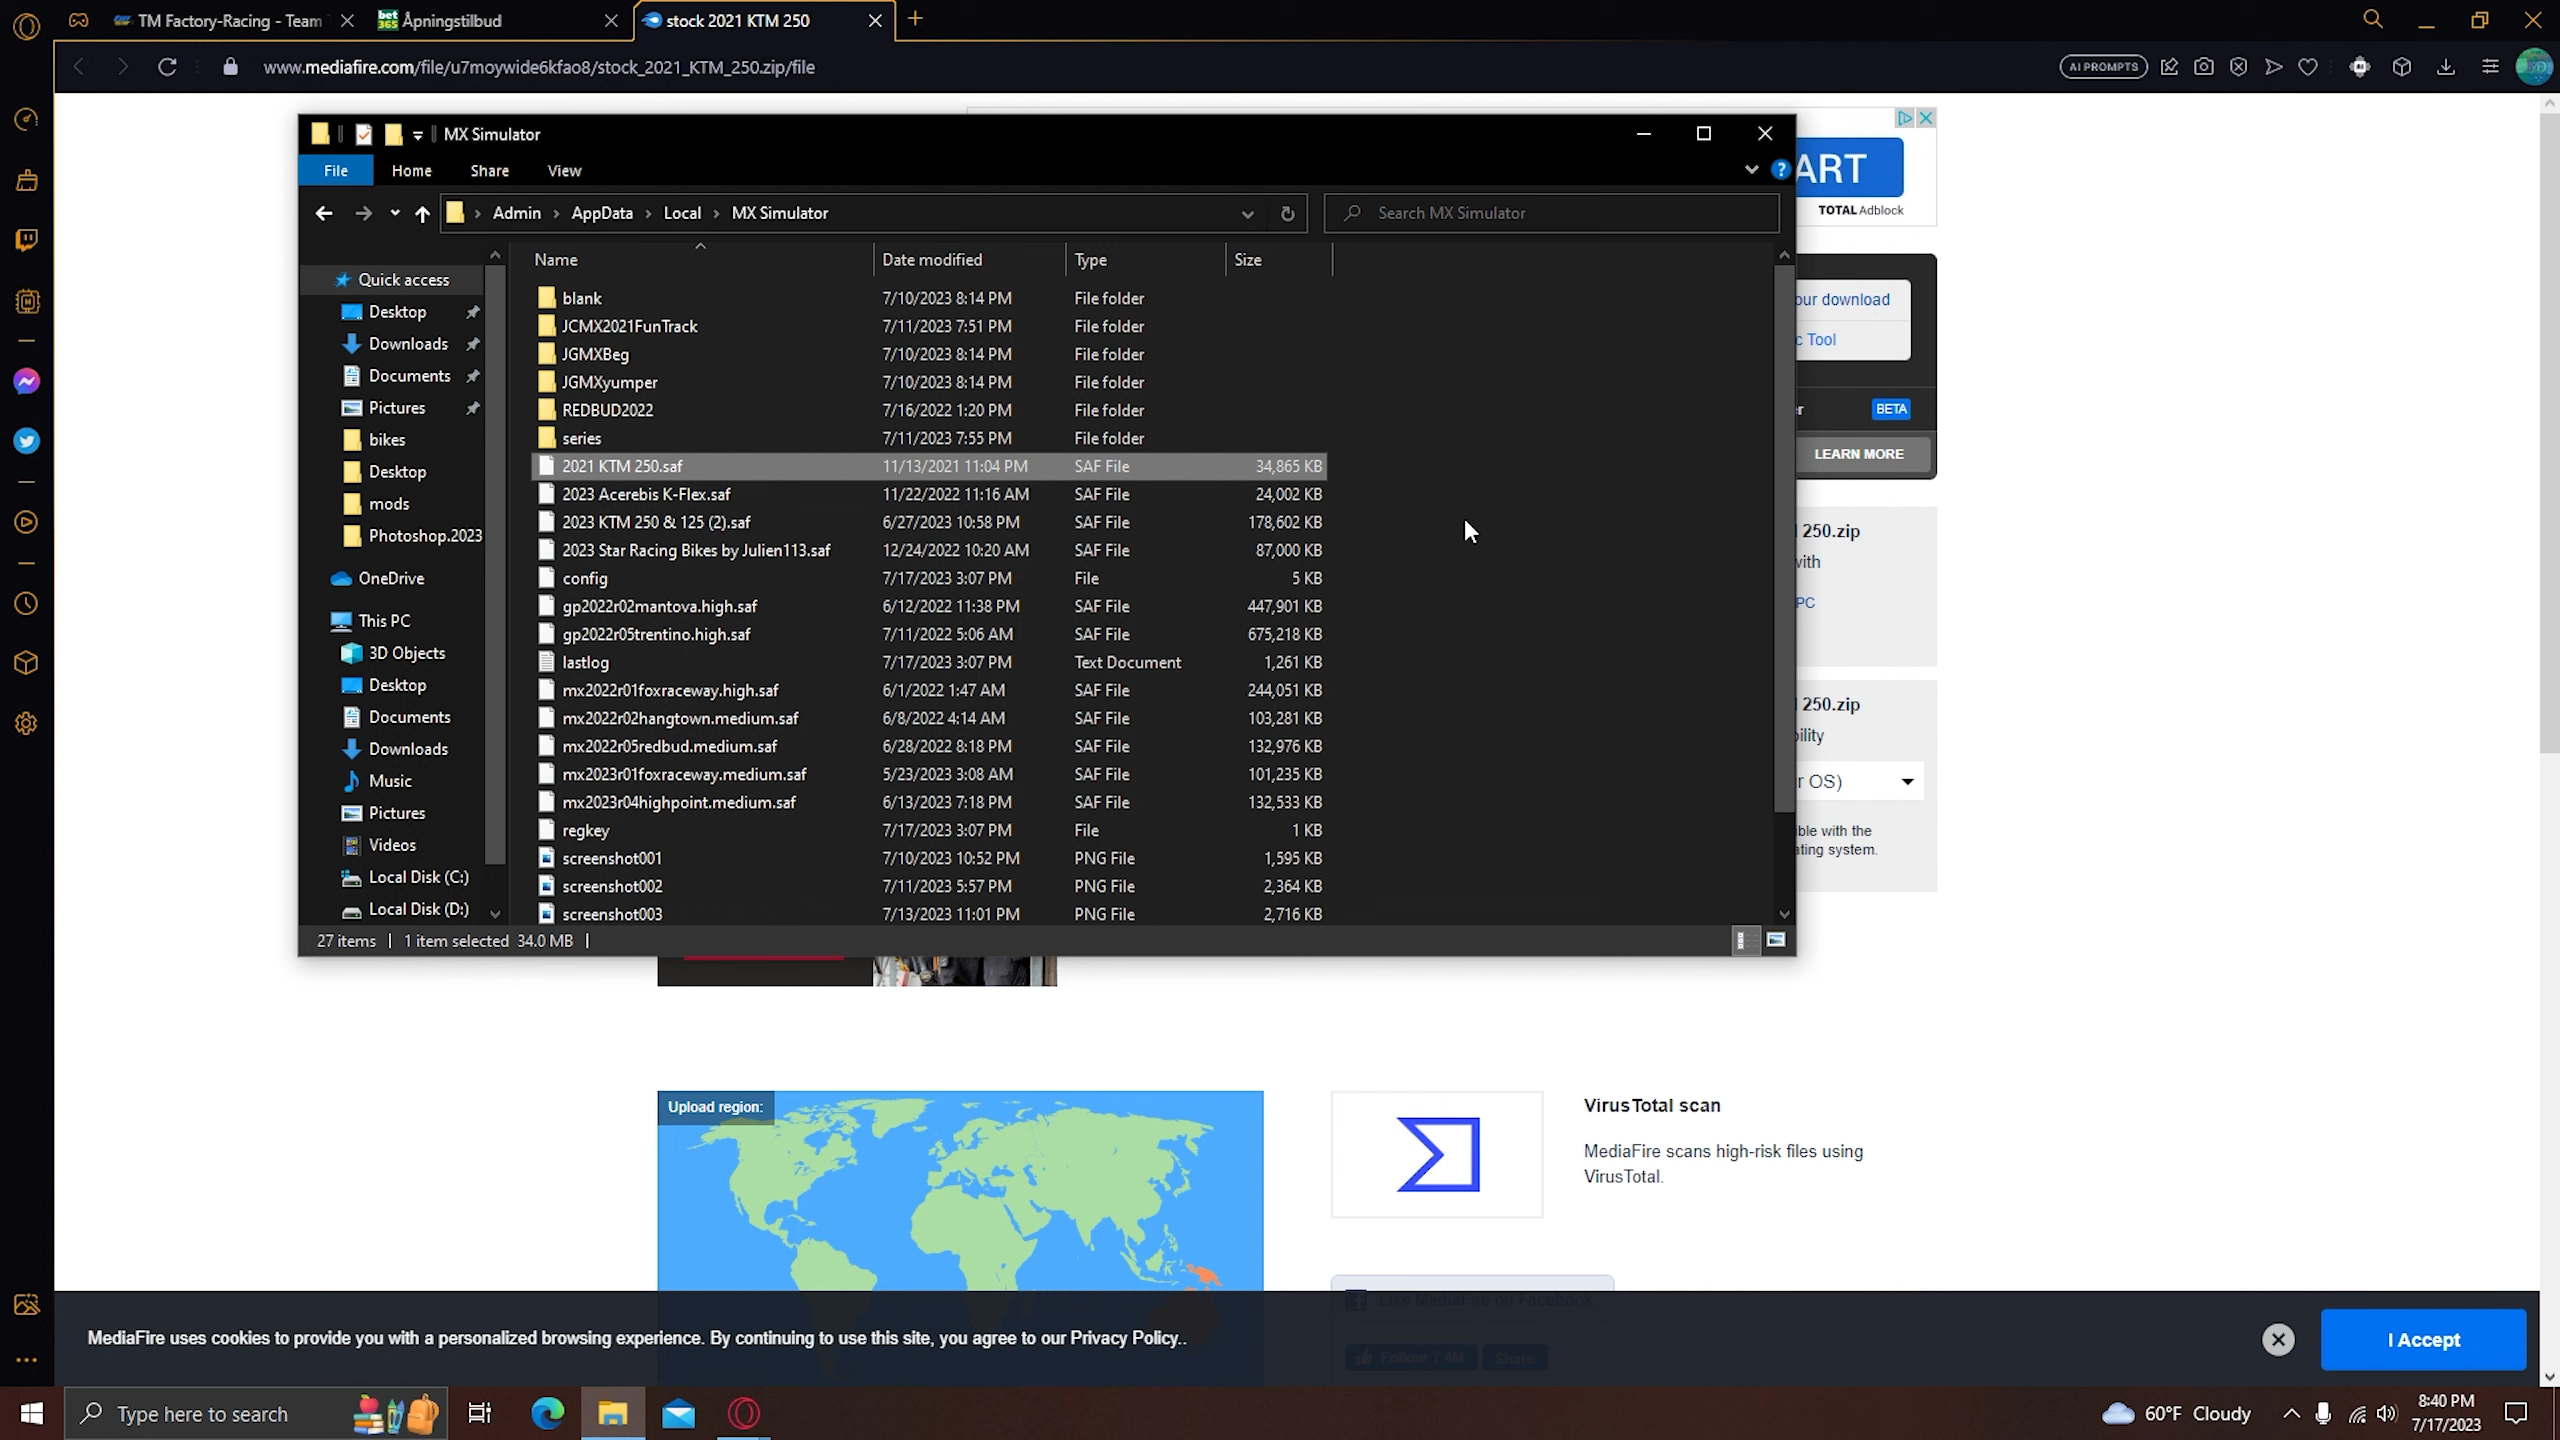 TM Factory-Racing - Team
bet365 Åpningstilbud
stock 2021 KTM 250
www.mediafire.com/file/u7moywide6kfao8/stock_2021_KTM_250.zip/file
AI PROMPTS
MX Simulator
File Home Share View
Admin AppData Local MX Simulator
Search MX Simulator
Name Date modified Type Size
Quick access
Desktop
Downloads
Documents
Pictures
bikes
Desktop
mods
Photoshop.2023
OneDrive
This PC
3D Objects
Desktop
Documents
Downloads
Music
Pictures
Videos
Local Disk (C:)
Local Disk (D:)
blank 7/10/2023 8:14 PM File folder
JCMX2021FunTrack 7/11/2023 7:51 PM File folder
JGMXBeg 7/10/2023 8:14 PM File folder
JGMXyumper 7/10/2023 8:14 PM File folder
REDBUD2022 7/16/2022 1:20 PM File folder
series 7/11/2023 7:55 PM File folder
2021 KTM 250.saf 11/13/2021 11:04 PM SAF File 34,865 KB
2023 Acerebis K-Flex.saf 11/22/2022 11:16 AM SAF File 24,002 KB
2023 KTM 250 & 125 (2).saf 6/27/2023 10:58 PM SAF File 178,602 KB
2023 Star Racing Bikes by Julien113.saf 12/24/2022 10:20 AM SAF File 87,000 KB
config 7/17/2023 3:07 PM File 5 KB
gp2022r02mantova.high.saf 6/12/2022 11:38 PM SAF File 447,901 KB
gp2022r05trentino.high.saf 7/11/2022 5:06 AM SAF File 675,218 KB
lastlog 7/17/2023 3:07 PM Text Document 1,261 KB
mx2022r01foxraceway.high.saf 6/1/2022 1:47 AM SAF File 244,051 KB
mx2022r02hangtown.medium.saf 6/8/2022 4:14 AM SAF File 103,281 KB
mx2022r05redbud.medium.saf 6/28/2022 8:18 PM SAF File 132,976 KB
mx2023r01foxraceway.medium.saf 5/23/2023 3:08 AM SAF File 101,235 KB
mx2023r04highpoint.medium.saf 6/13/2023 7:18 PM SAF File 132,533 KB
regkey 7/17/2023 3:07 PM File 1 KB
screenshot001 7/10/2023 10:52 PM PNG File 1,595 KB
screenshot002 7/11/2023 5:57 PM PNG File 2,364 KB
screenshot003 7/13/2023 11:01 PM PNG File 2,716 KB
27 items 1 item selected 34.0 MB
ART
TOTAL Adblock
our download
c Tool
r BETA
LEARN MORE
250.zip
with
PC
250.zip
bility
r OS)
ible with the
ating system.
Upload region:
VirusTotal scan
MediaFire scans high-risk files using
VirusTotal.
Like MediaFire on Facebook
Follow 7.4M Share
MediaFire uses cookies to provide you with a personalized browsing experience. By continuing to use this site, you agree to our Privacy Policy..
I Accept
Type here to search
60°F Cloudy
8:40 PM
7/17/2023